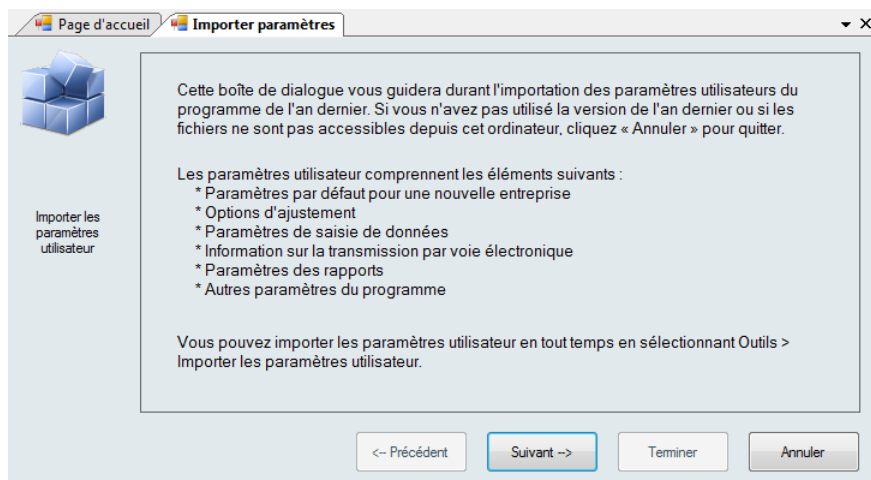 Page d'accueil
Importer paramètres
Cette boîte de dialogue vous guidera durant l'importation des paramètres utilisateurs du
programme de l'an dernier. Si vous n'avez pas utilisé la version de l'an dernier ou si les
fichiers ne sont pas accessibles depuis cet ordinateur, cliquez « Annuler » pour quitter.
Les paramètres utilisateur comprennent les éléments suivants :
* Paramètres par défaut pour une nouvelle entreprise
* Options d'ajustement
* Paramètres de saisie de données
* Information sur la transmission par voie électronique
* Paramètres des rapports
* Autres paramètres du programme
Vous pouvez importer les paramètres utilisateur en tout temps en sélectionnant Outils >
Importer les paramètres utilisateur.
Importer les
paramètres
utilisateur
<-- Précédent
Suivant -->
Terminer
Annuler